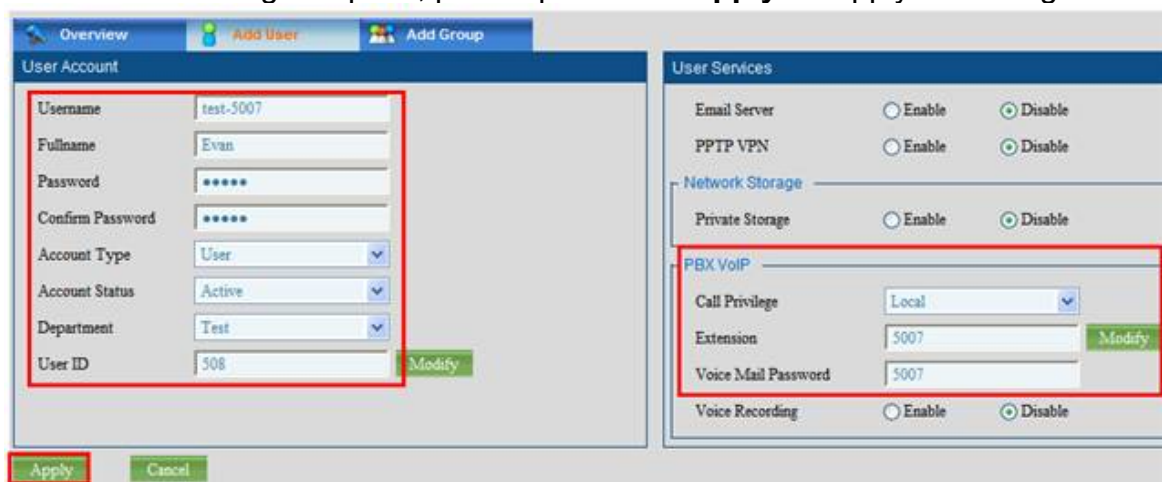 Apply
Overview Add User Add Group
User Account
Username test-5007
Fullname Evan
Password •••••
Confirm Password •••••
Account Type User
Account Status Active
Department Test
User ID 508 Modify
User Services
Email Server Enable Disable
PPTP VPN Enable Disable
Network Storage
Private Storage Enable Disable
PBX VoIP
Call Privilege Local
Extension 5007 Modify
Voice Mail Password 5007
Voice Recording Enable Disable
Apply Cancel